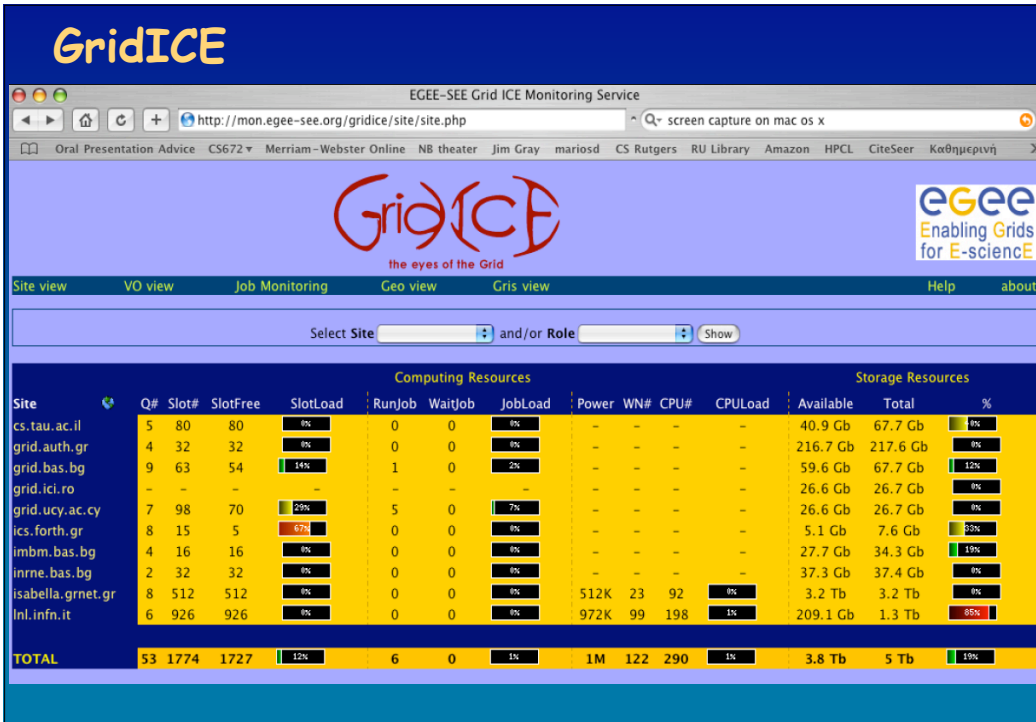 GridICE
EGEE-SEE Grid ICE Monitoring Service
http://mon.egee-see.org/gridice/site/site.php screen capture on mac os x
Oral Presentation Advice CS672 Merriam-Webster Online NB theater Jim Gray mariosd CS Rutgers RU Library Amazon HPCL CiteSeer Καθημερινή
GridICE
the eyes of the Grid
egee
Enabling Grids
for E-sciencE
Site view VO view Job Monitoring Geo view Gris view Help about
Select Site and/or Role Show
Computing Resources Storage Resources
Site Q# Slot# SlotFree SlotLoad RunJob WaitJob JobLoad Power WN# CPU# CPULoad Available Total %
cs.tau.ac.il 5 80 80 0% 0 0 0% - - - - 40.9 Gb 67.7 Gb
grid.auth.gr 4 32 32 0% 0 0 0% - - - - 216.7 Gb 217.6 Gb 0%
grid.bas.bg 9 63 54 14% 1 0 2% - - - - 59.6 Gb 67.7 Gb 12%
grid.ici.ro - - - - - - - - - - - 26.6 Gb 26.7 Gb 0%
grid.ucy.ac.cy 7 98 70 29% 5 0 7% - - - - 26.6 Gb 26.7 Gb 0%
ics.forth.gr 8 15 5 67% 0 0 0% - - - - 5.1 Gb 7.6 Gb 33%
imbm.bas.bg 4 16 16 0% 0 0 0% - - - - 27.7 Gb 34.3 Gb 19%
inrne.bas.bg 2 32 32 0% 0 0 0% - - - - 37.3 Gb 37.4 Gb 0%
isabella.grnet.gr 8 512 512 0% 0 0 0% 512K 23 92 0% 3.2 Tb 3.2 Tb 0%
lnl.infn.it 6 926 926 0% 0 0 0% 972K 99 198 1% 209.1 Gb 1.3 Tb 85%
TOTAL 53 1774 1727 12% 6 0 1% 1M 122 290 1% 3.8 Tb 5 Tb 19%